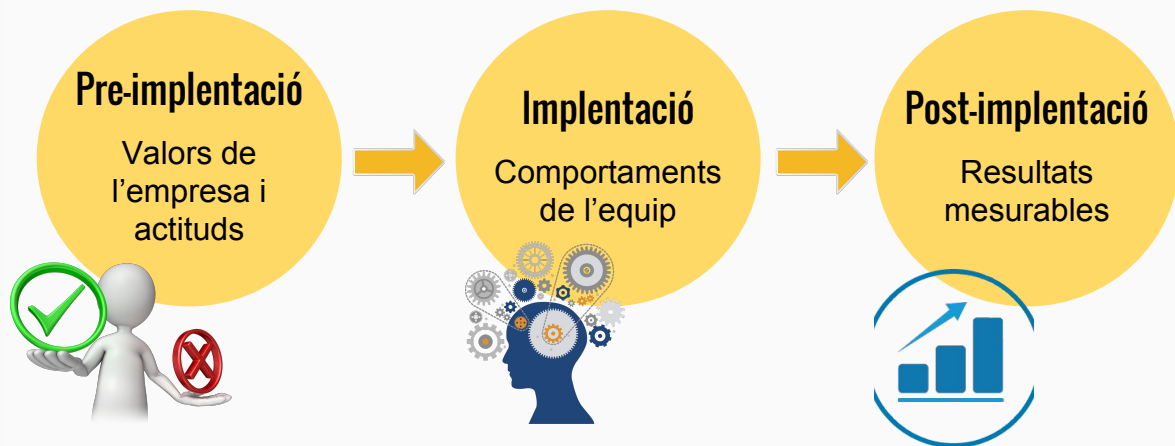 Pre-implentació
Valors de
l’empresa i
actituds
Implentació
Comportaments
de l’equip
Post-implentació
Resultats
mesurables